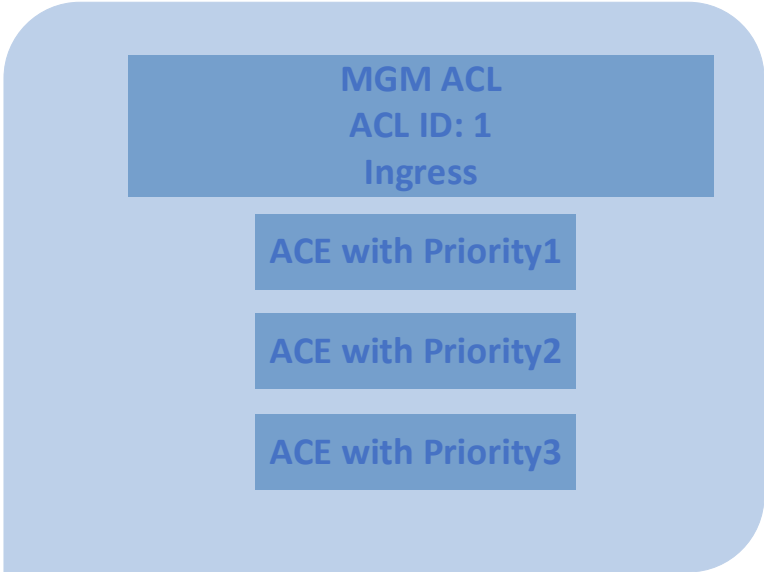 MGM ACL
ACL ID: 1
Ingress
ACE with Priority1
ACE with Priority2
ACE with Priority3